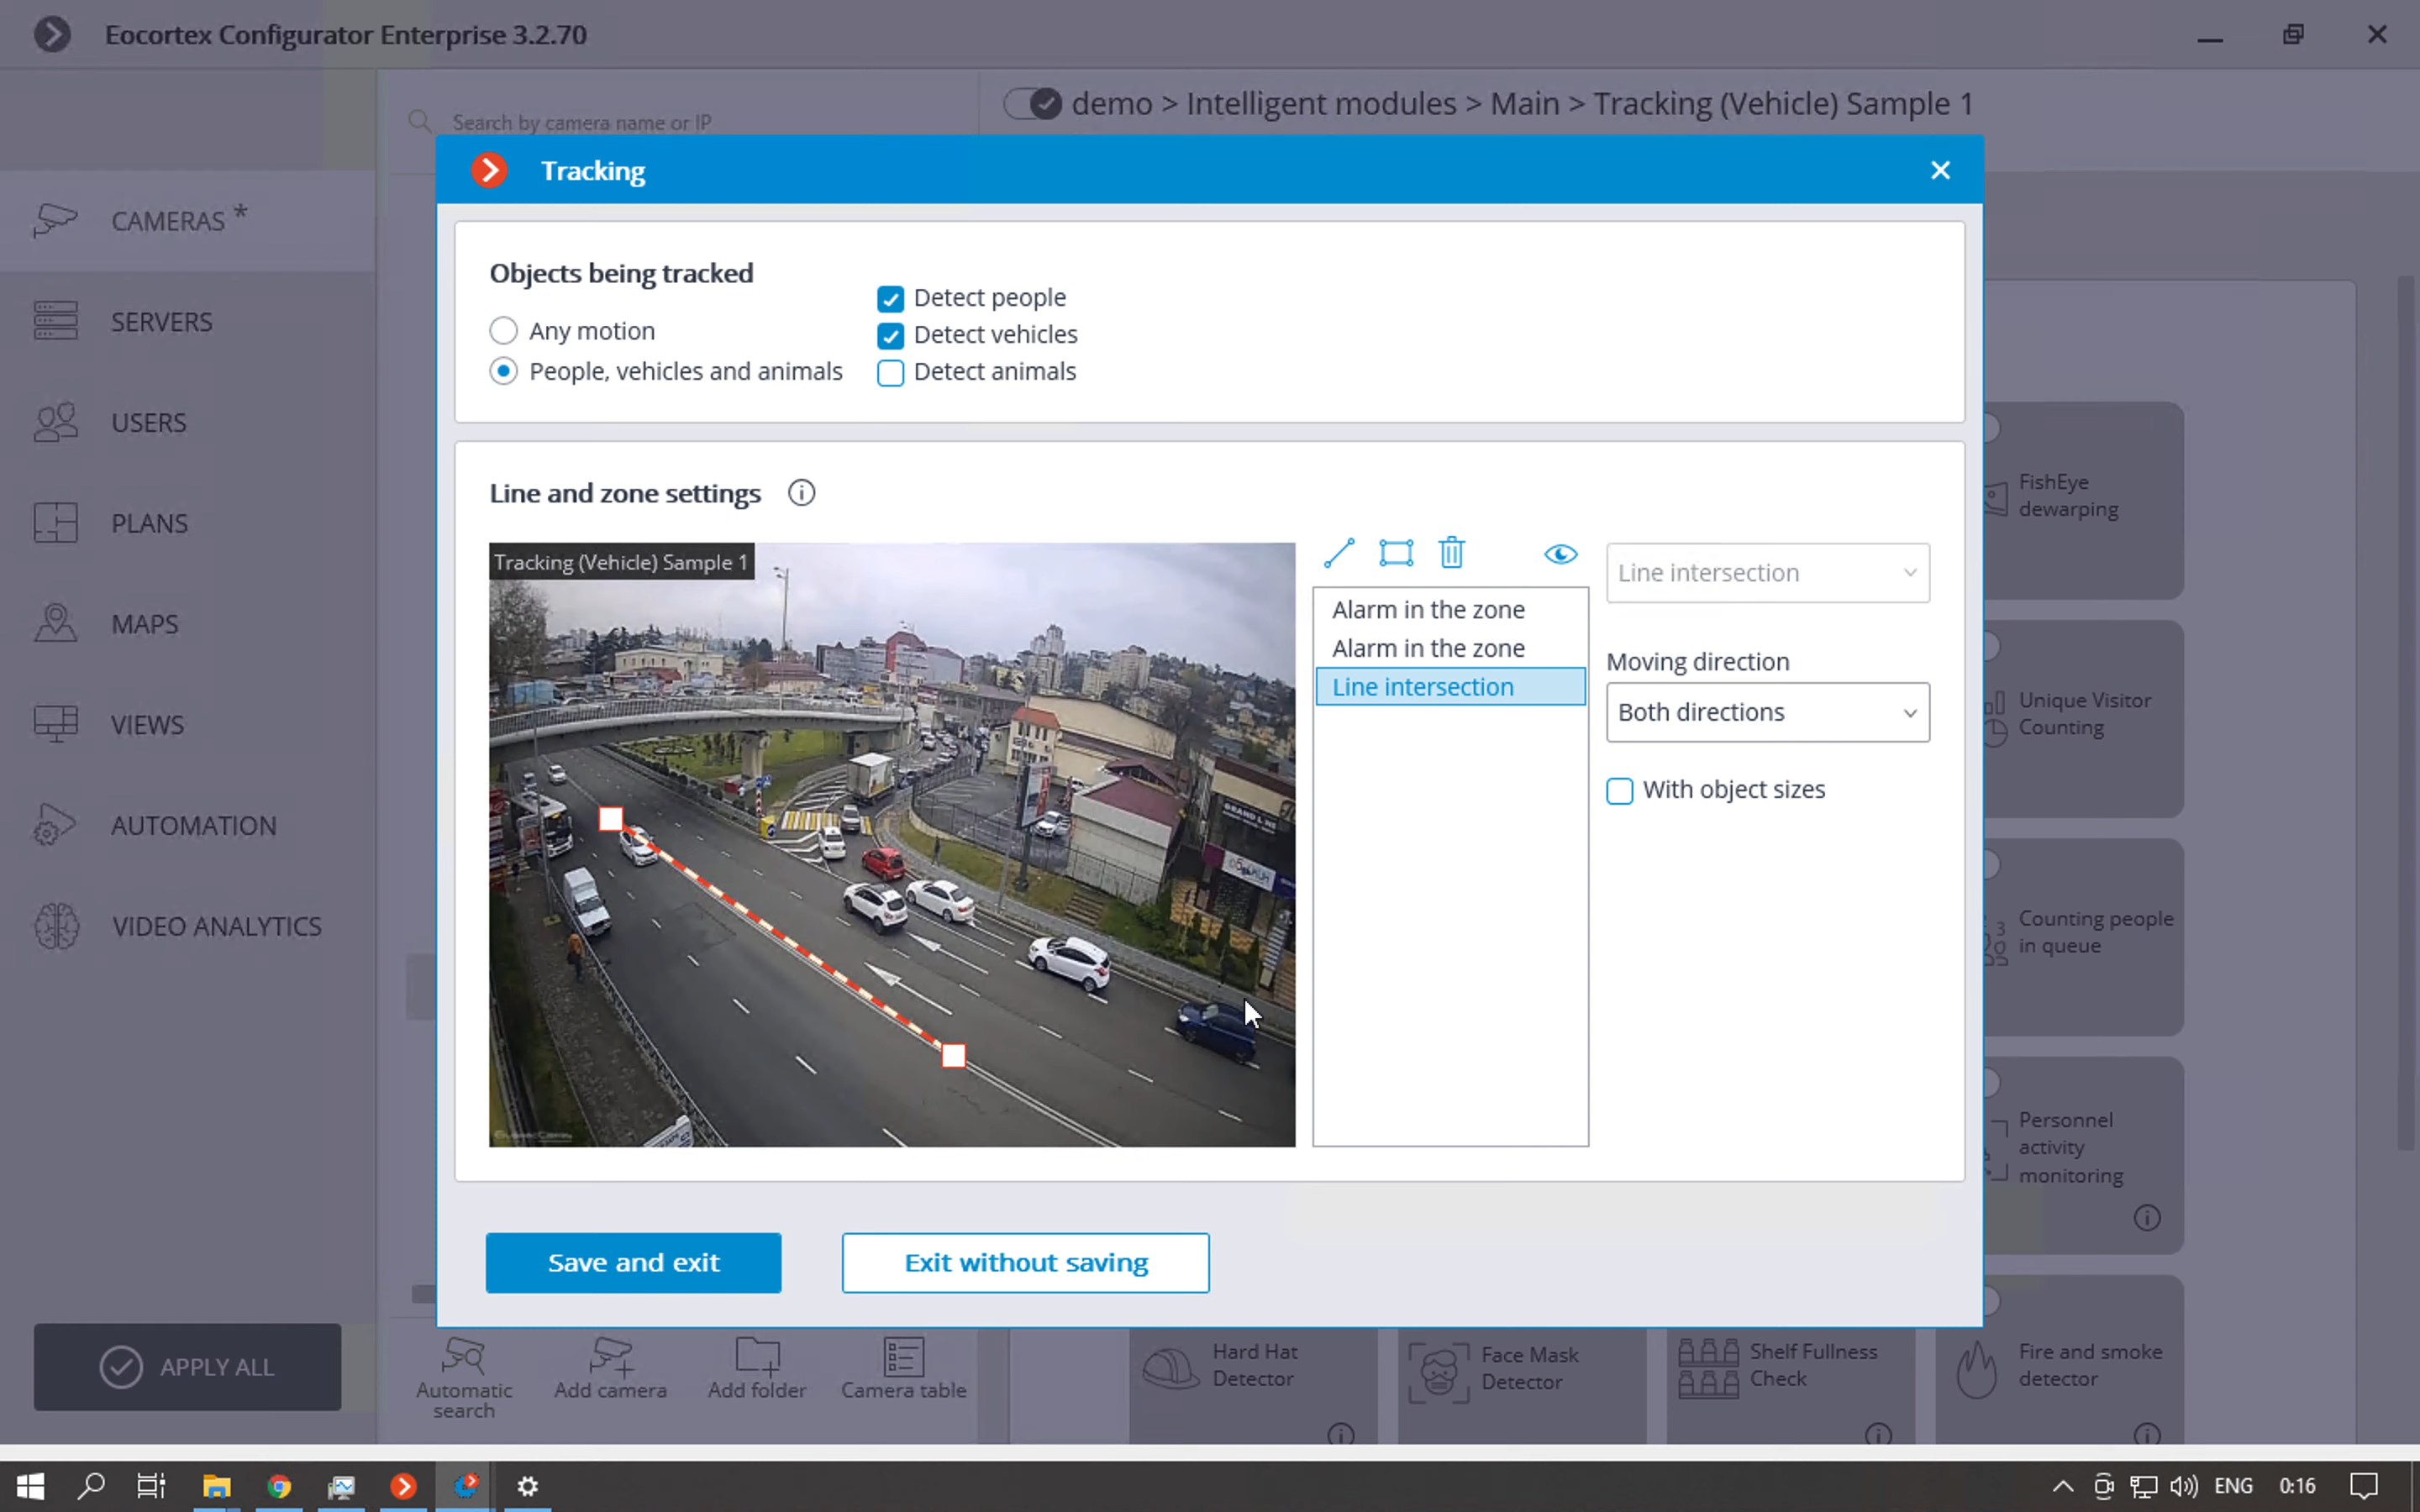 Eocortex Configurator Enterprise 3.2.70
Search by camera name or IP
demo > Intelligent modules > Main > Tracking (Vehicle) Sample 1
Tracking
CAMERAS *
SERVERS
USERS
PLANS
MAPS
VIEWS
AUTOMATION
VIDEO ANALYTICS
APPLY ALL
Objects being tracked
Any motion
People, vehicles and animals
Detect people
Detect vehicles
Detect animals
Line and zone settings
Tracking (Vehicle) Sample 1
Alarm in the zone
Alarm in the zone
Line intersection
Line intersection
Moving direction
Both directions
With object sizes
Save and exit
Exit without saving
FishEye
dewarping
Unique Visitor
Counting
Counting people
in queue
Personnel
activity
monitoring
Automatic
search
Add camera
Add folder
Camera table
Hard Hat
Detector
Face Mask
Detector
Shelf Fullness
Check
Fire and smoke
detector
ENG
0:16